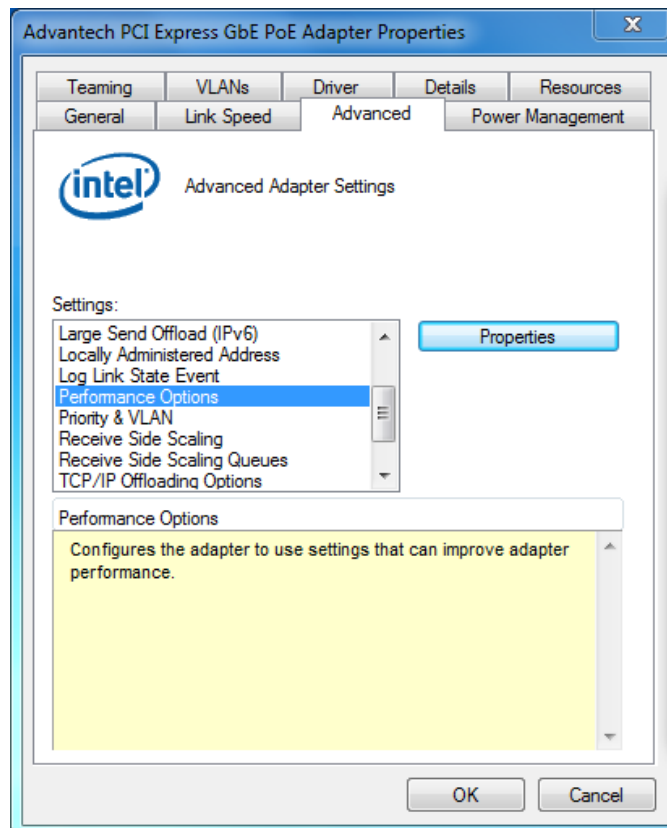 Advantech PCI Express GbE PoE Adapter Properties
X
Teaming VLANs Driver Details Resources
General Link Speed Advanced Power Management
intel
Advanced Adapter Settings
Settings:
Large Send Offload (IPv6)
Locally Administered Address
Log Link State Event
Performance Options
Priority & VLAN
Receive Side Scaling
Receive Side Scaling Queues
TCP/IP Offloading Options
Properties
Performance Options
Configures the adapter to use settings that can improve adapter
performance.
OK Cancel